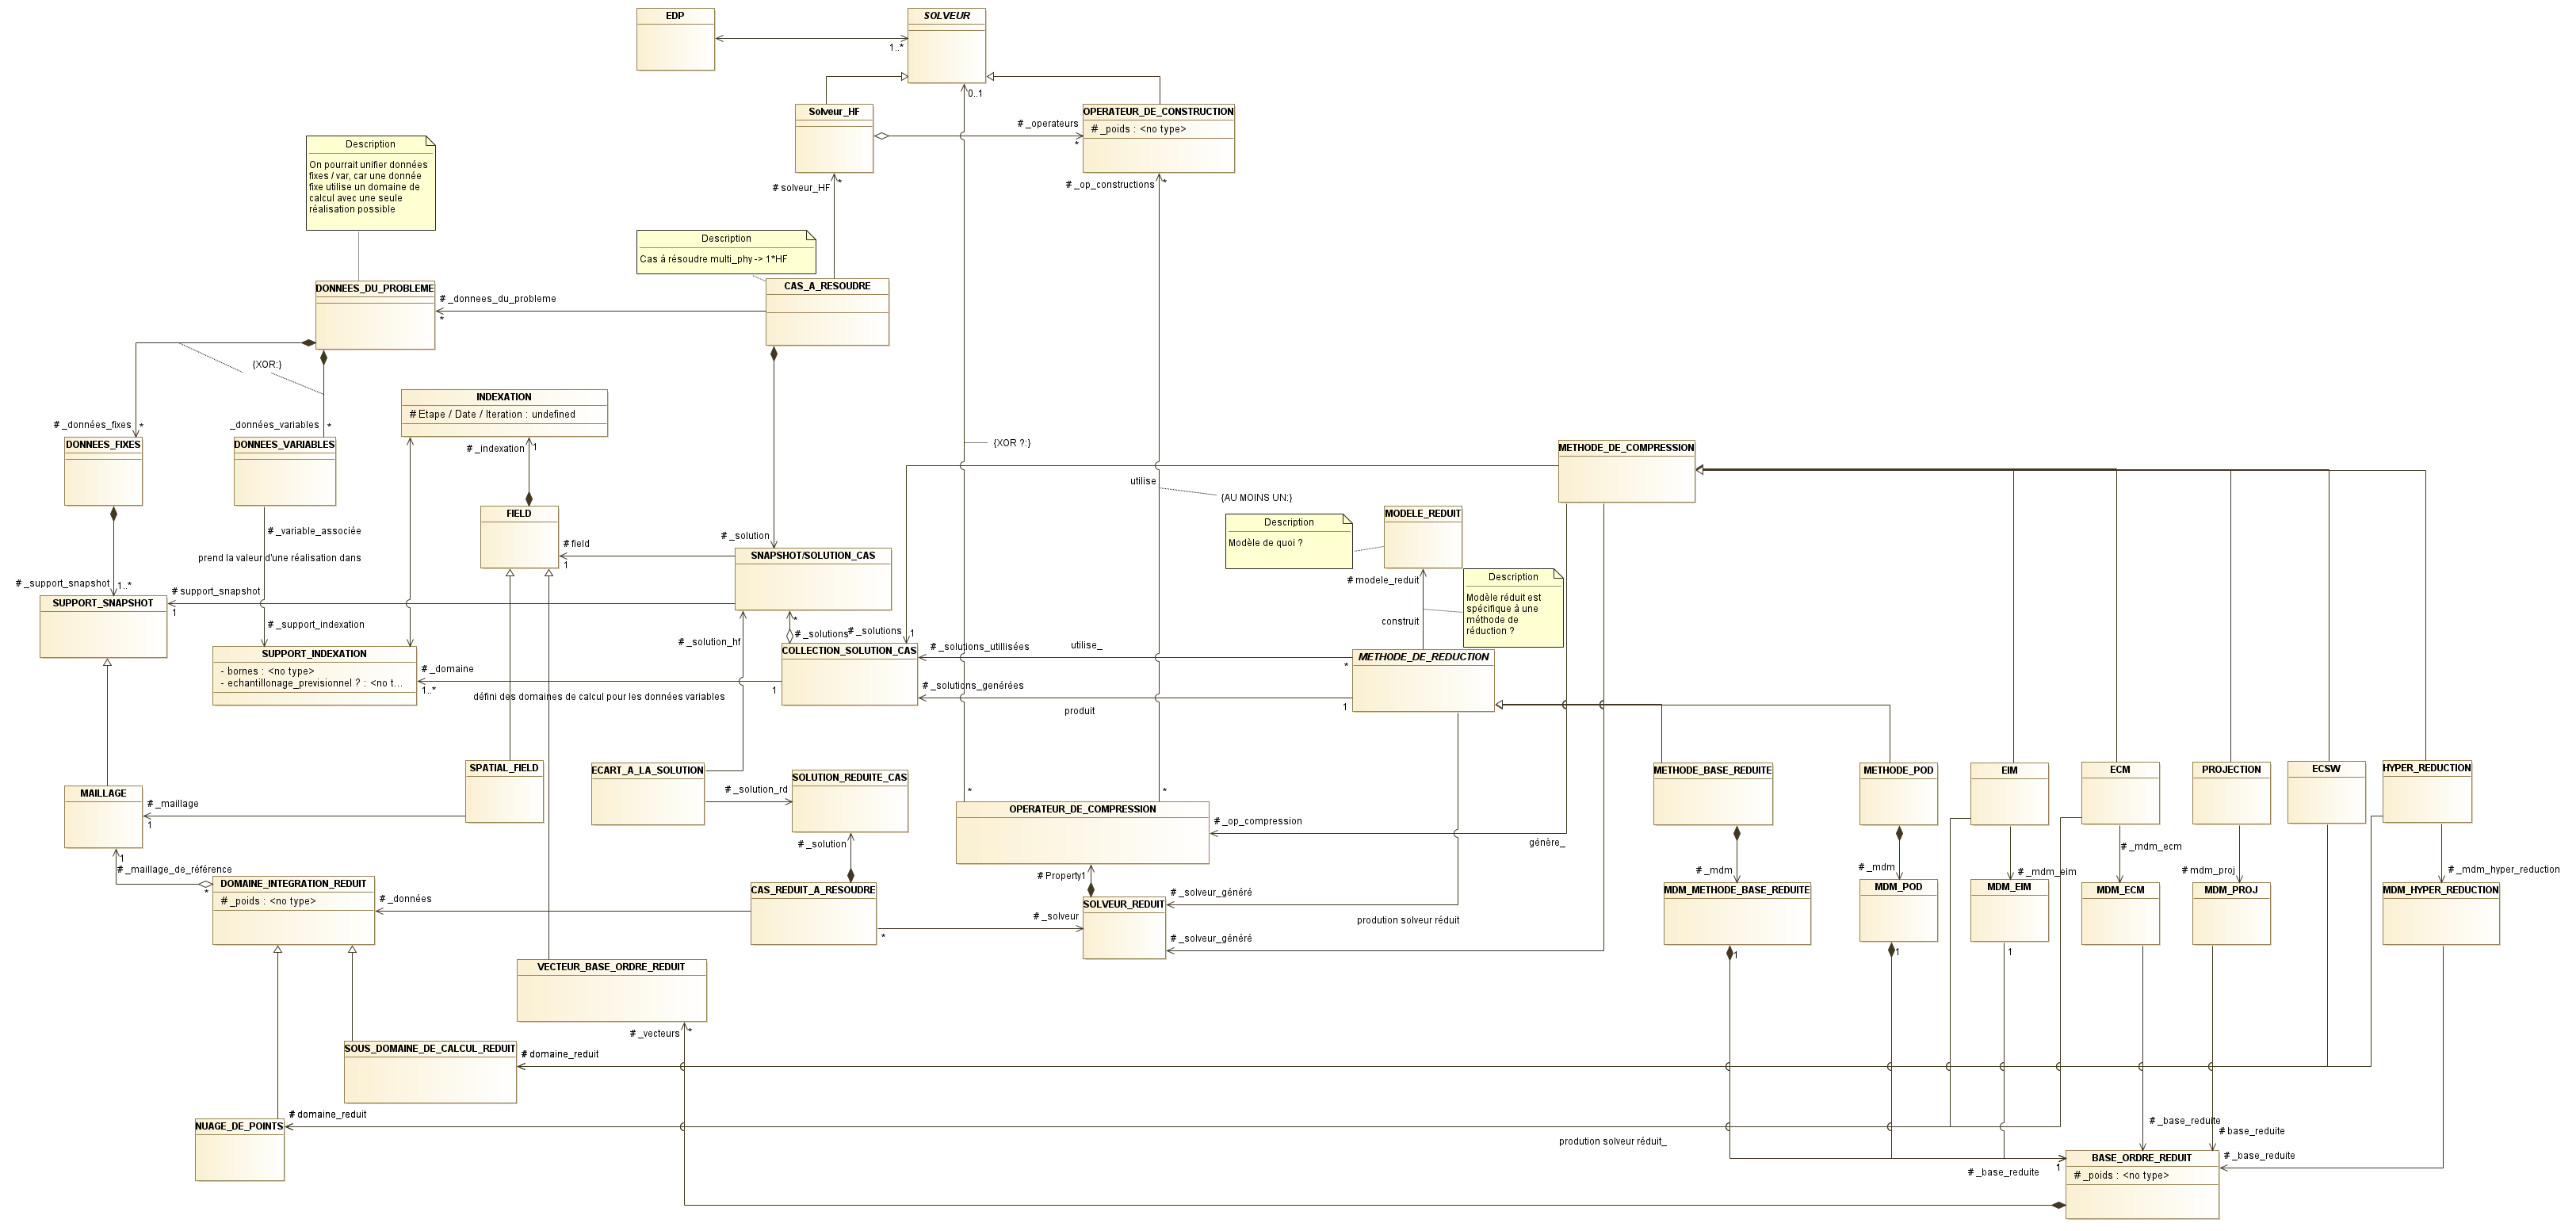 EDP
SOLVEUR
1..*
0..1
Solveur_HF
OPERATEUR_DE_CONSTRUCTION
# _poids : <no type>
# _operateurs
*
Description
On pourrait unifier données
fixes / var, car une donnée
fixe utilise un domaine de
calcul avec une seule
réalisation possible
# solveur_HF
*
# _op_constructions
*
Description
Cas á résoudre multi_phy -> 1*HF
DONNEES_DU_PROBLEME
# _donnees_du_probleme
*
CAS_A_RESOUDRE
{XOR:}
INDEXATION
# Etape / Date / Iteration : undefined
# _données_fixes
*
_données_variables
*
DONNEES_FIXES
DONNEES_VARIABLES
# _indexation
1
{XOR ?:}
METHODE_DE_COMPRESSION
utilise
{AU MOINS UN:}
FIELD
MODELE_REDUIT
Description
Modèle de quoi ?
# _variable_associée
prend la valeur d'une réalisation dans
# field
1
# _solution
SNAPSHOT/SOLUTION_CAS
# _support_snapshot
1..*
# support_snapshot
1
SUPPORT_SNAPSHOT
# modele_reduit
Description
Modèle réduit est
spécifique á une
méthode de
réduction ?
construit
# _support_indexation
*
# _solutions
# _solutions
1
# _solution_hf
SUPPORT_INDEXATION
- bornes : <no type>
- echantillonage_previsionnel ? : <no t...
# _domaine
1..*
COLLECTION_SOLUTION_CAS
1
défini des domaines de calcul pour les données variables
# _solutions_utillisées
utilise_
*
METHODE_DE_REDUCTION
# _solutions_genérées
1
produit
SPATIAL_FIELD
ECART_A_LA_SOLUTION
SOLUTION_REDUITE_CAS
# _solution_rd
METHODE_BASE_REDUITE
METHODE_POD
EIM
ECM
PROJECTION
ECSW
HYPER_REDUCTION
MAILLAGE
# _maillage
1
*
*
OPERATEUR_DE_COMPRESSION
# _op_compression
génère_
# _solution
1
# _maillage_de_référence
*
DOMAINE_INTEGRATION_REDUIT
# _poids : <no type>
# _données
CAS_REDUIT_A_RESOUDRE
# _solveur
*
# Property1
SOLVEUR_REDUIT
# _solveur_généré
prodution solveur réduit
# _solveur_généré
# _mdm
# _mdm
# _mdm_eim
# _mdm_ecm
# mdm_proj
# _mdm_hyper_reduction
MDM_METHODE_BASE_REDUITE
MDM_POD
MDM_EIM
MDM_ECM
MDM_PROJ
MDM_HYPER_REDUCTION
1
1
1
VECTEUR_BASE_ORDRE_REDUIT
# _vecteurs
*
SOUS_DOMAINE_DE_CALCUL_REDUIT
# domaine_reduit
NUAGE_DE_POINTS
# domaine_reduit
prodution solveur réduit_
# _base_reduite
# base_reduite
# _base_reduite
# _base_reduite
1
BASE_ORDRE_REDUIT
# _poids : <no type>